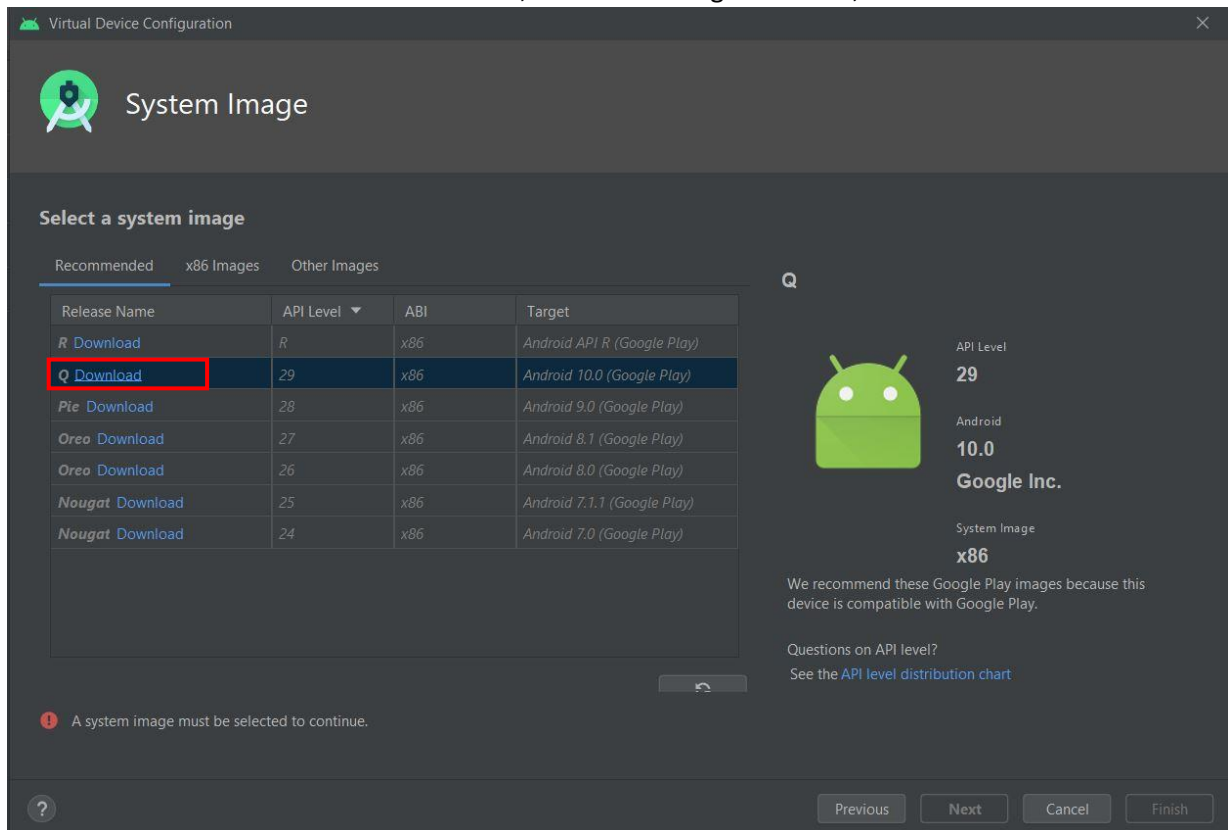 Virtual Device Configuration
System Image
Select a system image
Recommended x86 Images Other Images
Release Name API Level ABI Target
R Download R x86 Android API R (Google Play)
Q Download 29 x86 Android 10.0 (Google Play)
Pie Download 28 x86 Android 9.0 (Google Play)
Oreo Download 27 x86 Android 8.1 (Google Play)
Oreo Download 26 x86 Android 8.0 (Google Play)
Nougat Download 25 x86 Android 7.1.1 (Google Play)
Nougat Download 24 x86 Android 7.0 (Google Play)
Q
API Level
29
Android
10.0
Google Inc.
System Image
x86
We recommend these Google Play images because this
device is compatible with Google Play.
Questions on API level?
See the API level distribution chart
A system image must be selected to continue.
? Previous Next Cancel Finish